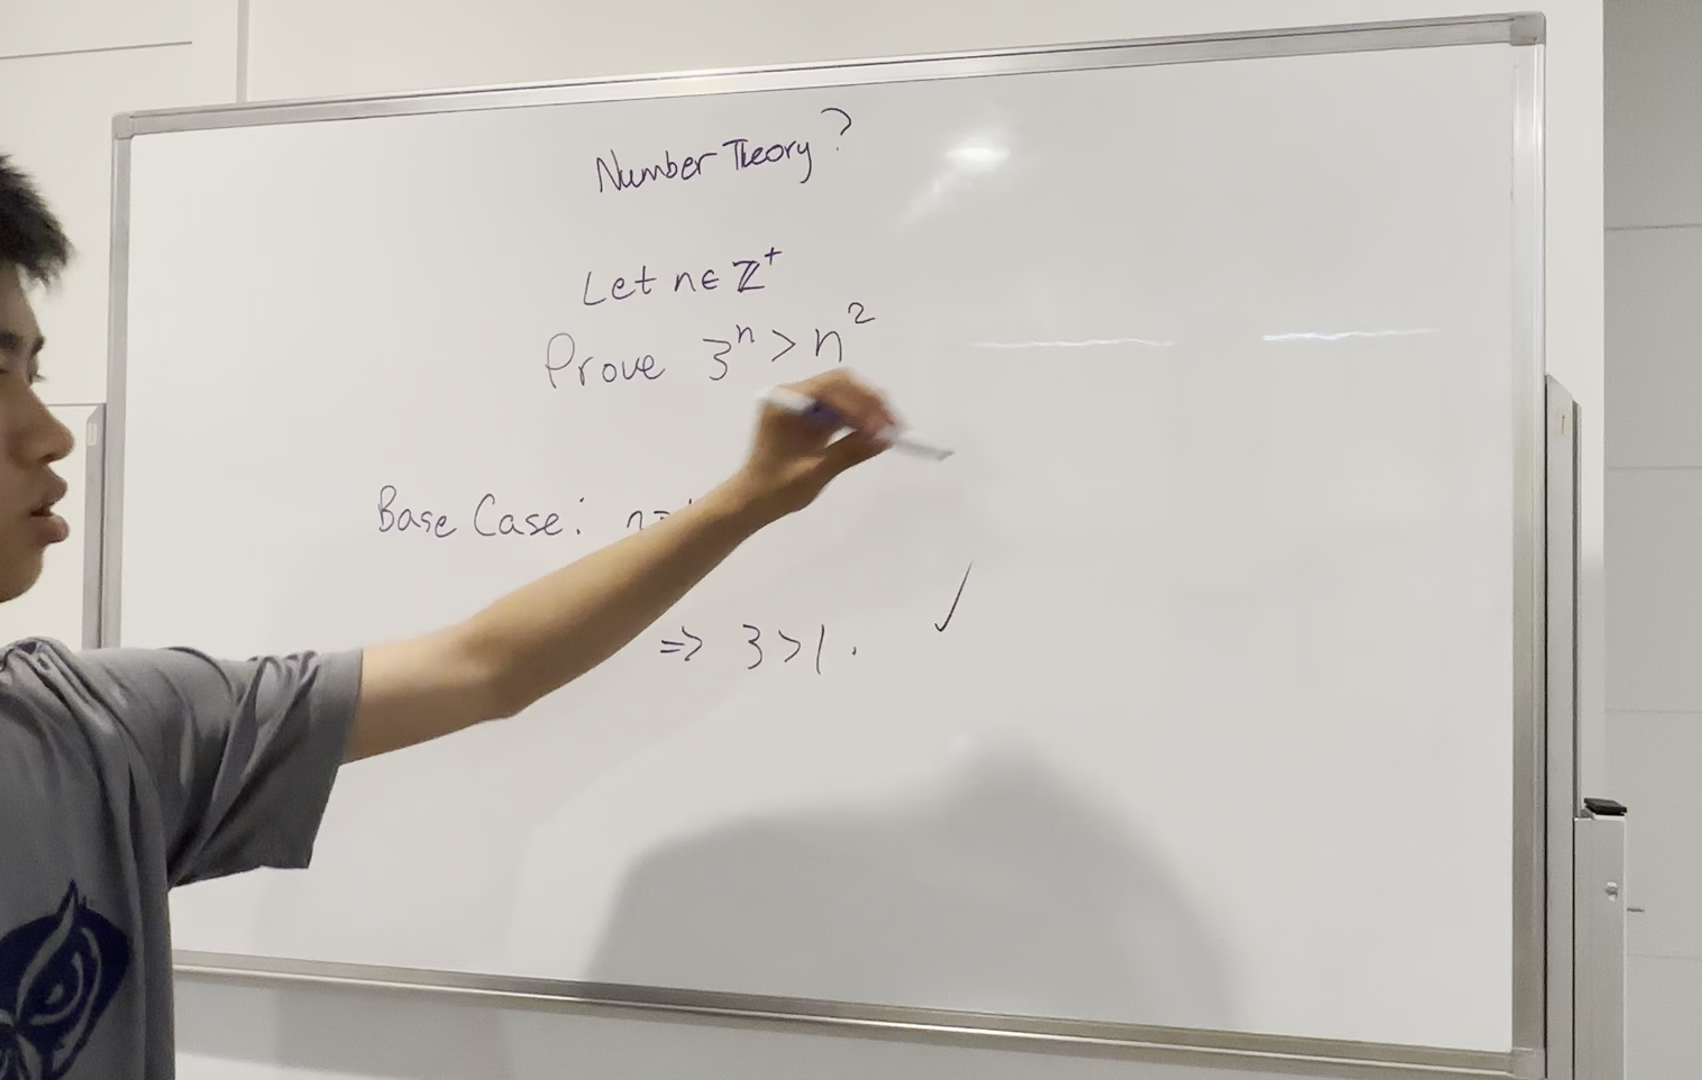 Number Theory?
Let n∈ℤ⁺
Prove 3ⁿ > n²
Base Case: n=
⇒ 3>1. ✓